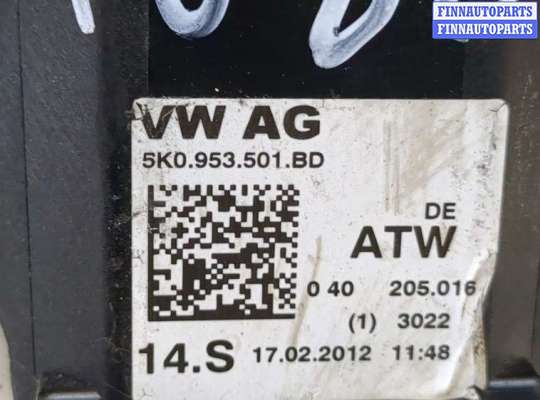 FINNAUTOPARTS
FINNAUTOPARTS
VW AG
5K0.953.501.BD
DE
ATW
0 40 205.016
(1) 3022
14.S 17.02.2012 11:48